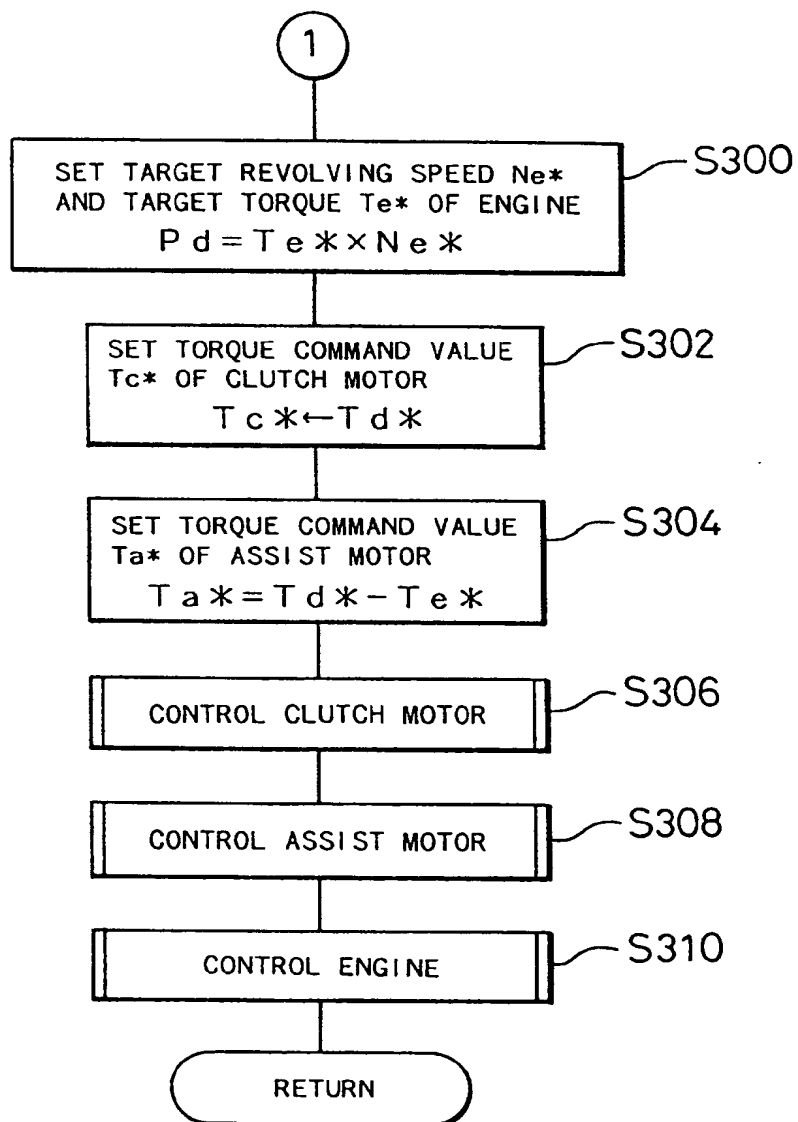 1
SET TARGET REVOLVING SPEED Ne*
AND TARGET TORQUE Te* OF ENGINE
Pd=Te*×Ne*
S300
SET TORQUE COMMAND VALUE
Tc* OF CLUTCH MOTOR
Tc*←Td*
S302
SET TORQUE COMMAND VALUE
Ta* OF ASSIST MOTOR
Ta*=Td*-Te*
S304
CONTROL CLUTCH MOTOR
S306
CONTROL ASSIST MOTOR
S308
CONTROL ENGINE
S310
RETURN